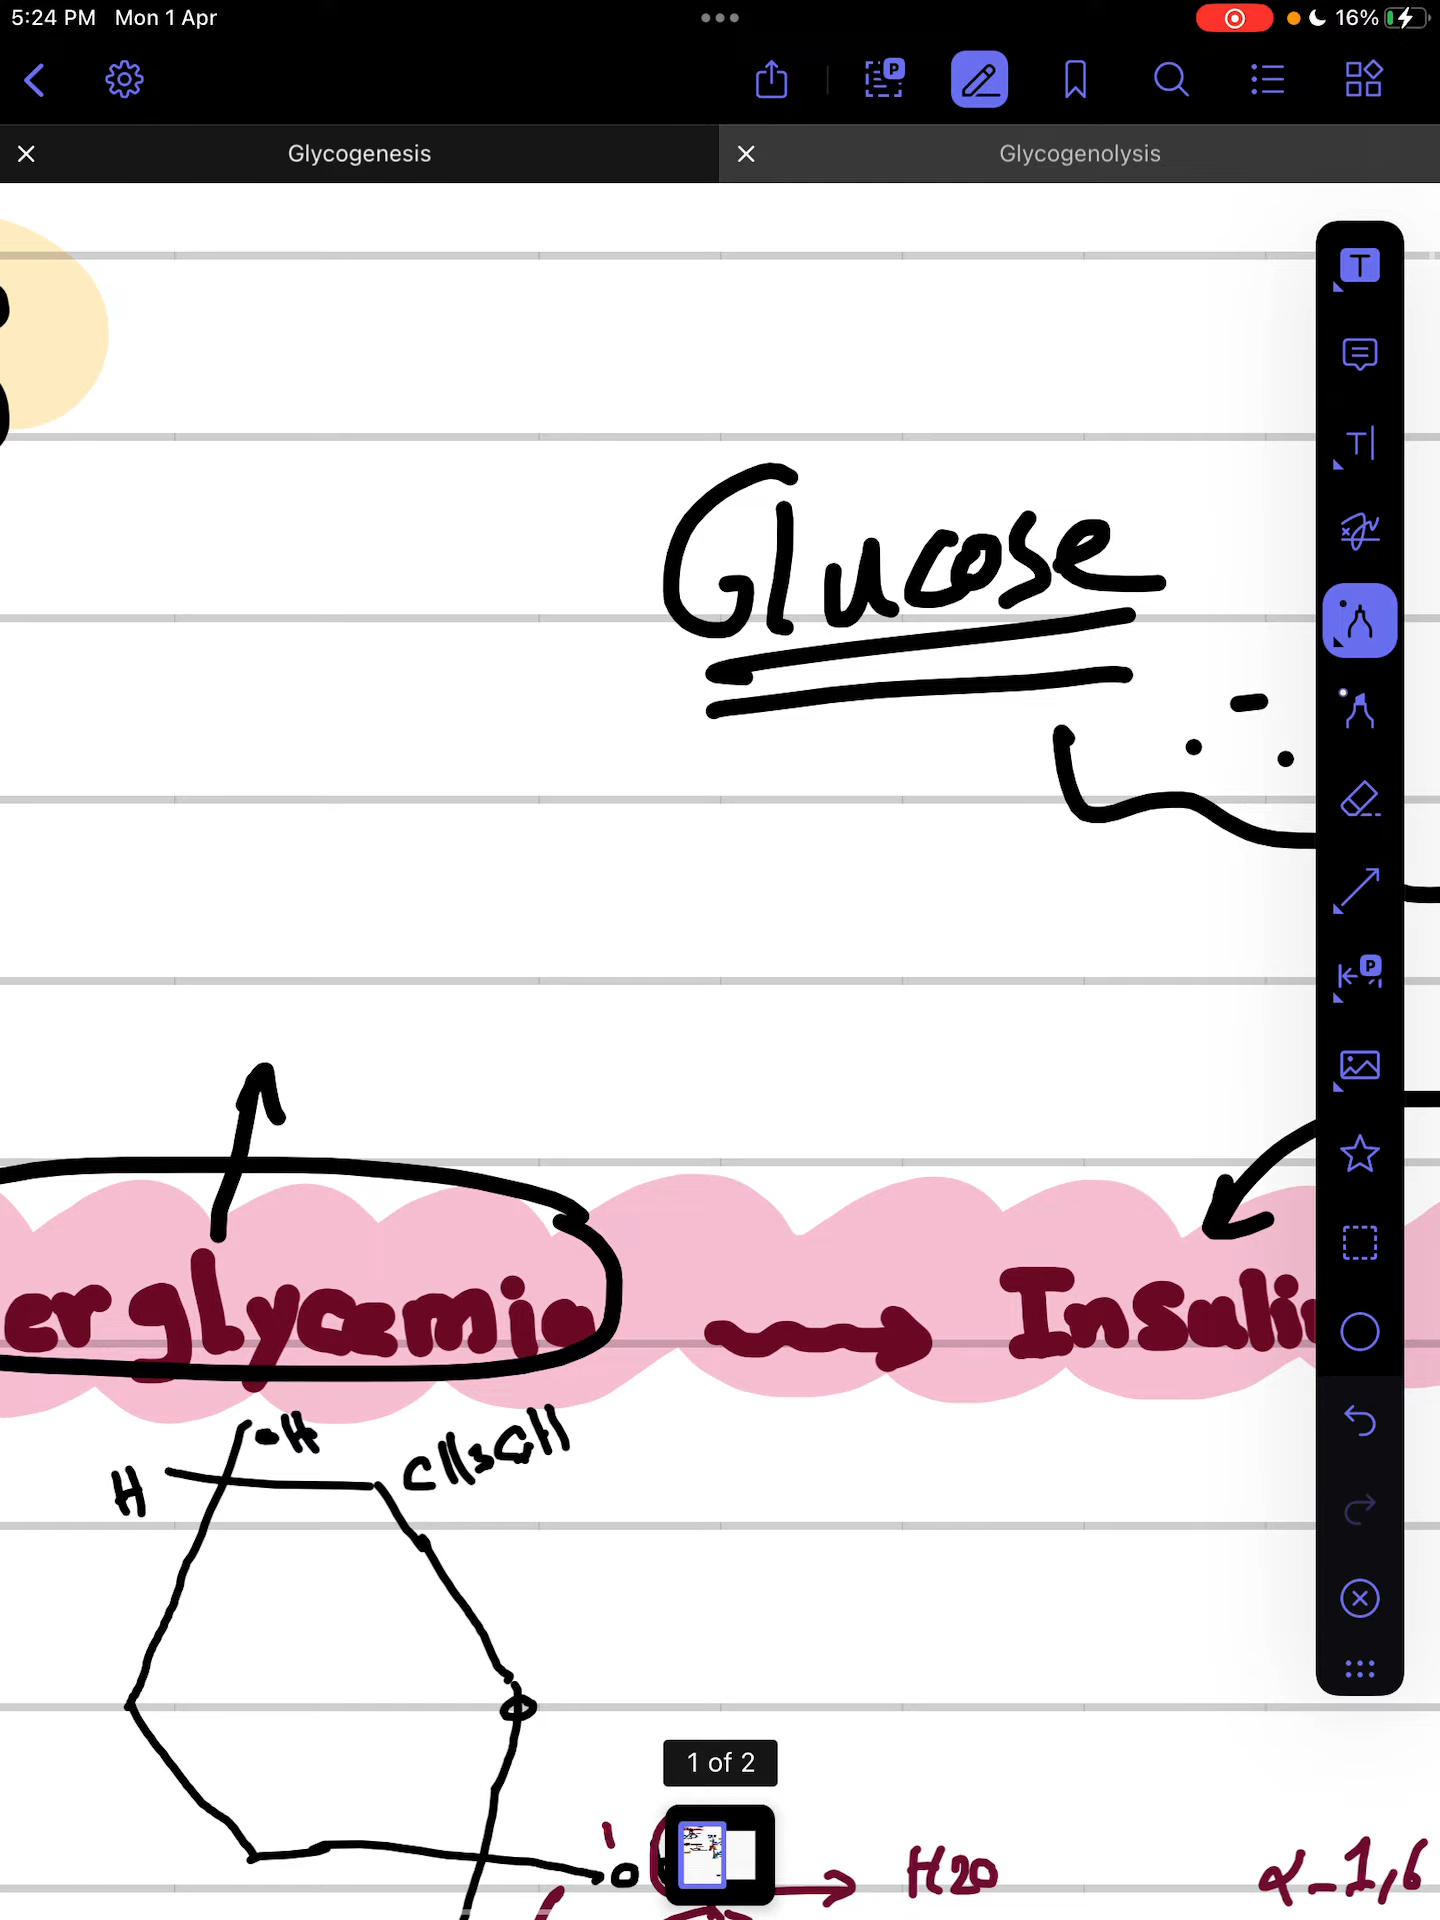 5:24 PM Mon 1 Apr
16%
P
Glycogenesis
Glycogenolysis
T
T
Glucose
P
erglycemia
Insuli
OH
H
1 of 2
H2O
α-1,6